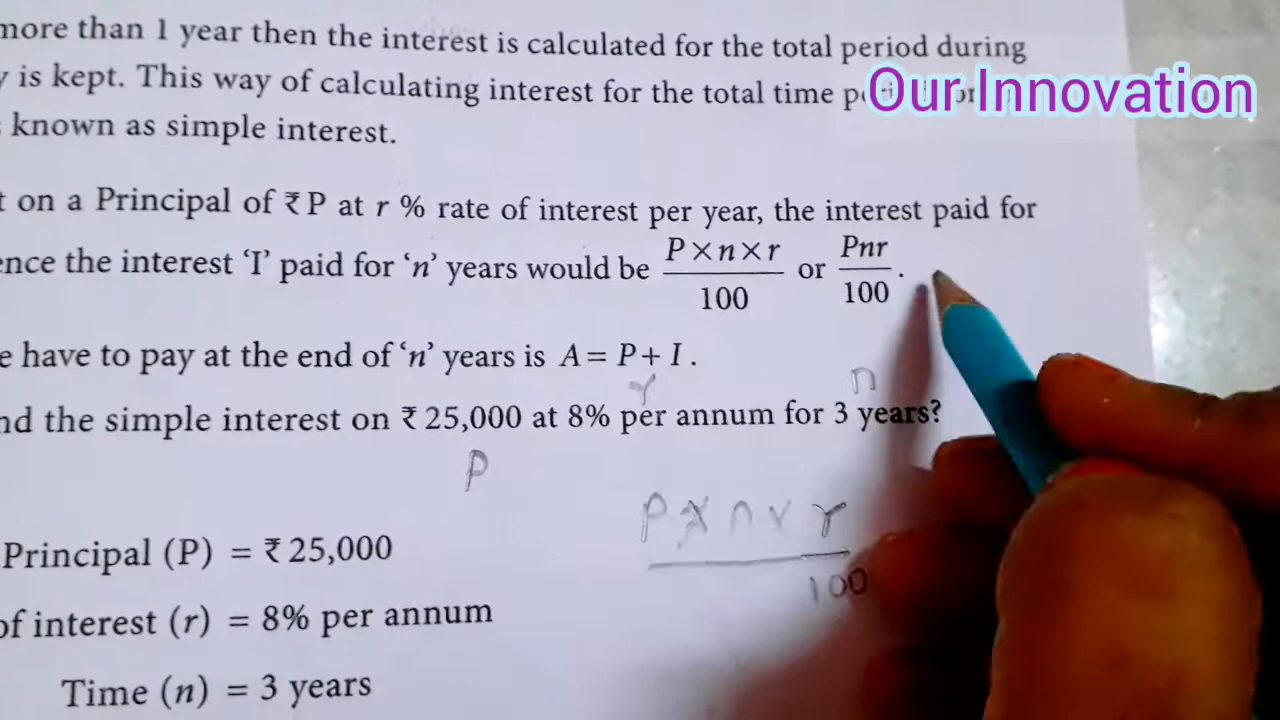 more than 1 year then the interest is calculated for the total period during
y is kept. This way of calculating interest for the total time
Our Innovation
known as simple interest.
t on a Principal of ₹ P at r % rate of interest per year, the interest paid for
ence the interest ‘I’ paid for ‘n’ years would be P×n×r/100 or Pnr/100 .
e have to pay at the end of ‘n’ years is A = P + I .
r n
nd the simple interest on ₹ 25,000 at 8% per annum for 3 years?
P
P × n × r
100
Principal (P) = ₹ 25,000
of interest (r) = 8% per annum
Time (n) = 3 years